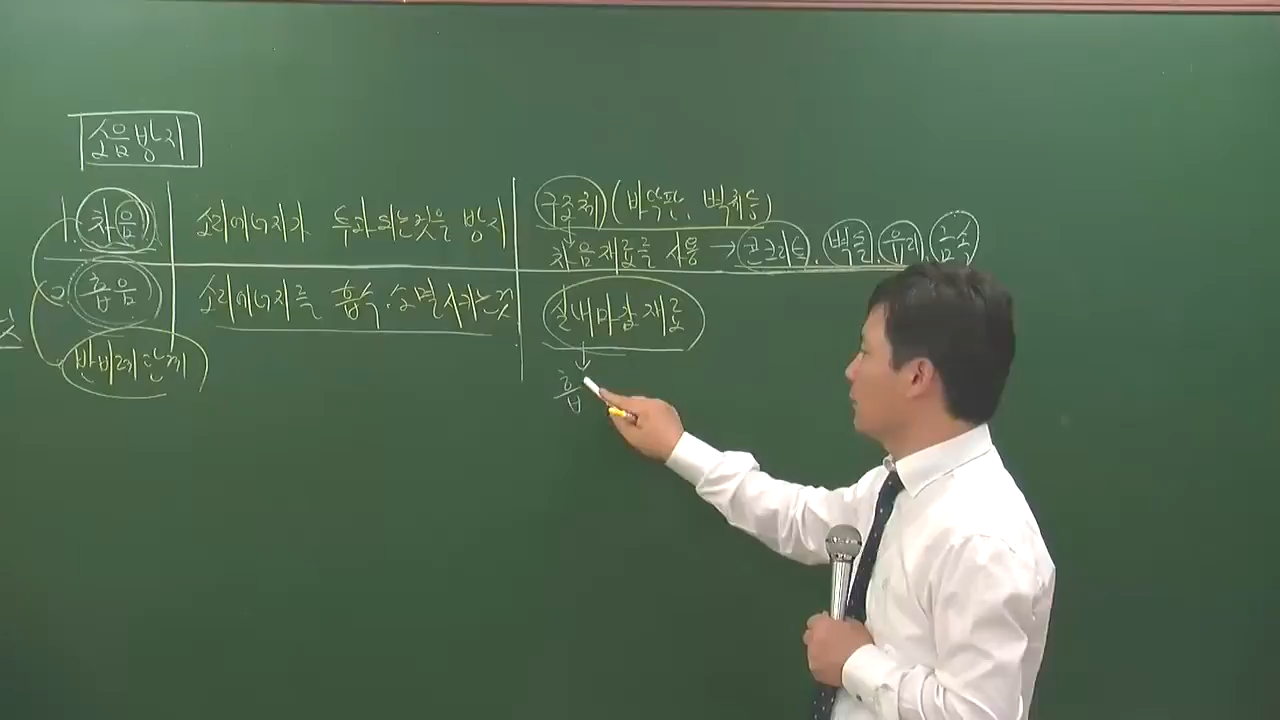 소음방지
1. 차음 소리에너지가 투과되는것을 방지 구조체(바닥판, 벽체등)
차음재료를 사용 → 콘크리트, 벽돌, 유리, 금속
2. 흡음 소리에너지를 흡수·소멸시키는것 실내마감재료
↓
반비례관계 흡